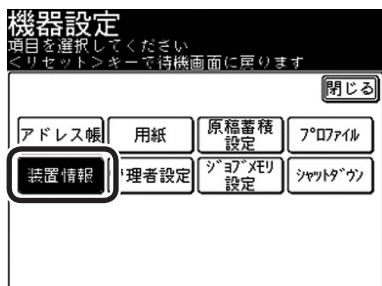 機器設定
項目を選択してください
<リセット>キーで待機画面に戻ります
閉じる
アドレス帳 用紙 原稿蓄積設定 プロファイル
装置情報 理者設定 ジョブメモリ設定 シャットダウン